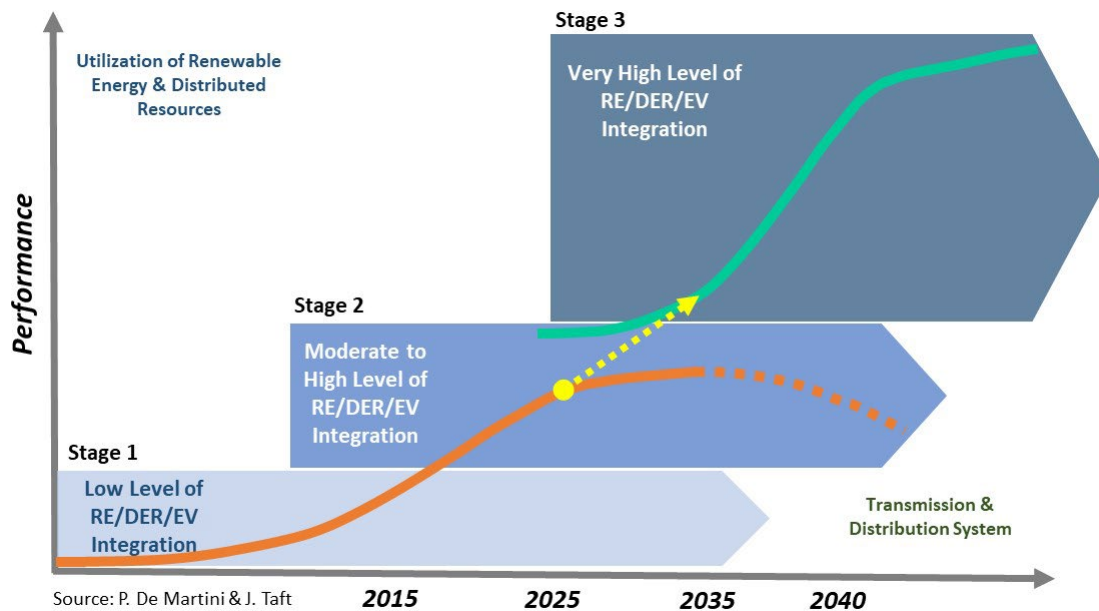 Stage 3
Utilization of Renewable
Energy & Distributed
Resources
Very High Level of
RE/DER/EV
Integration
Performance
Stage 2
Moderate to
High Level of
RE/DER/EV
Integration
Stage 1
Low Level of
RE/DER/EV
Integration
Transmission &
Distribution System
Source: P. De Martini & J. Taft
2015
2025
2035
2040